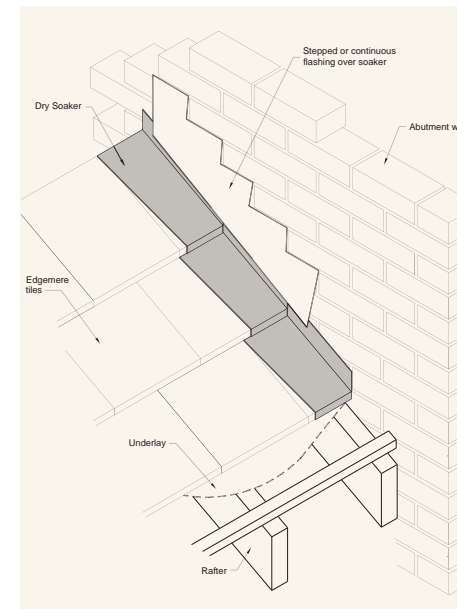 Stepped or continuous
flashing over soaker
Dry Soaker
Abutment
Edgemere
tiles
Underlay
Rafter